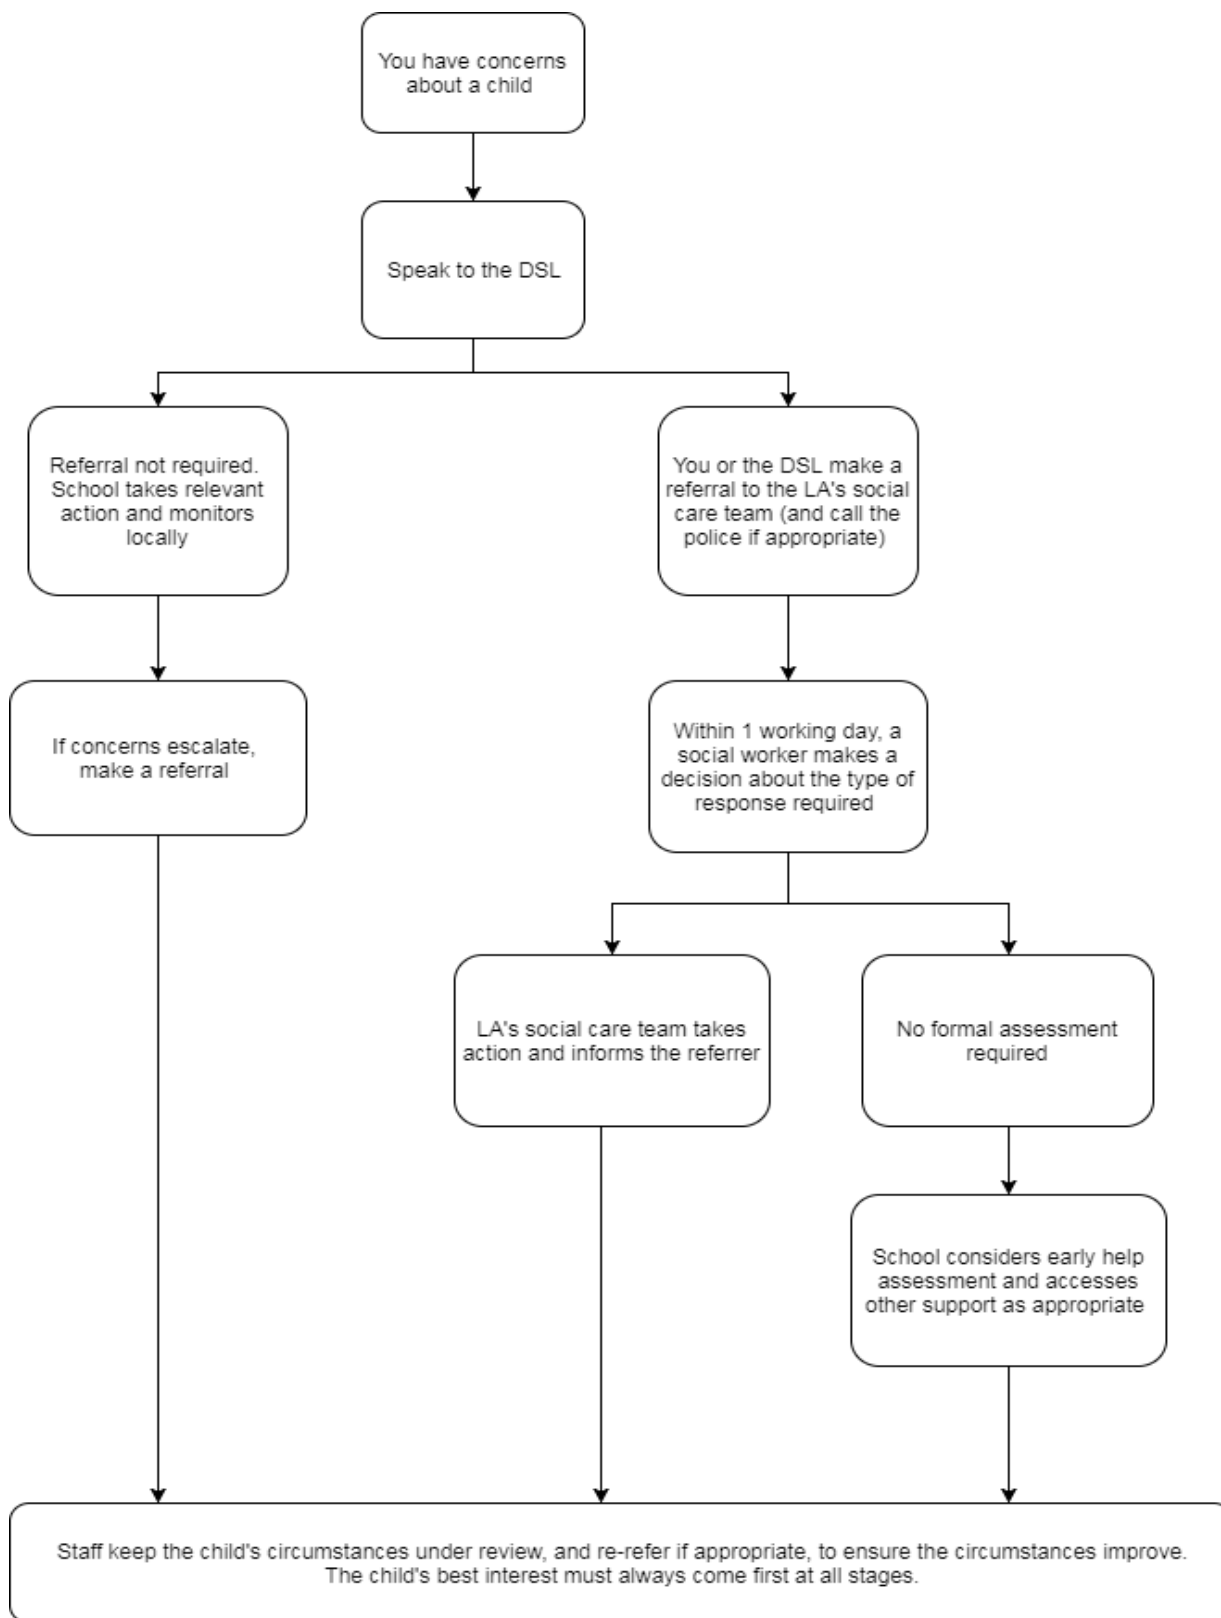 You have concerns
about a child
Speak to the DSL
Referral not required.
School takes relevant
action and monitors
locally
You or the DSL make a
referral to the LA's social
care team (and call the
police if appropriate)
If concerns escalate,
make a referral
Within 1 working day, a
social worker makes a
decision about the type of
response required
LA's social care team takes
action and informs the referrer
No formal assessment
required
School considers early help
assessment and accesses
other support as appropriate
Staff keep the child's circumstances under review, and re-refer if appropriate, to ensure the circumstances improve.
The child's best interest must always come first at all stages.